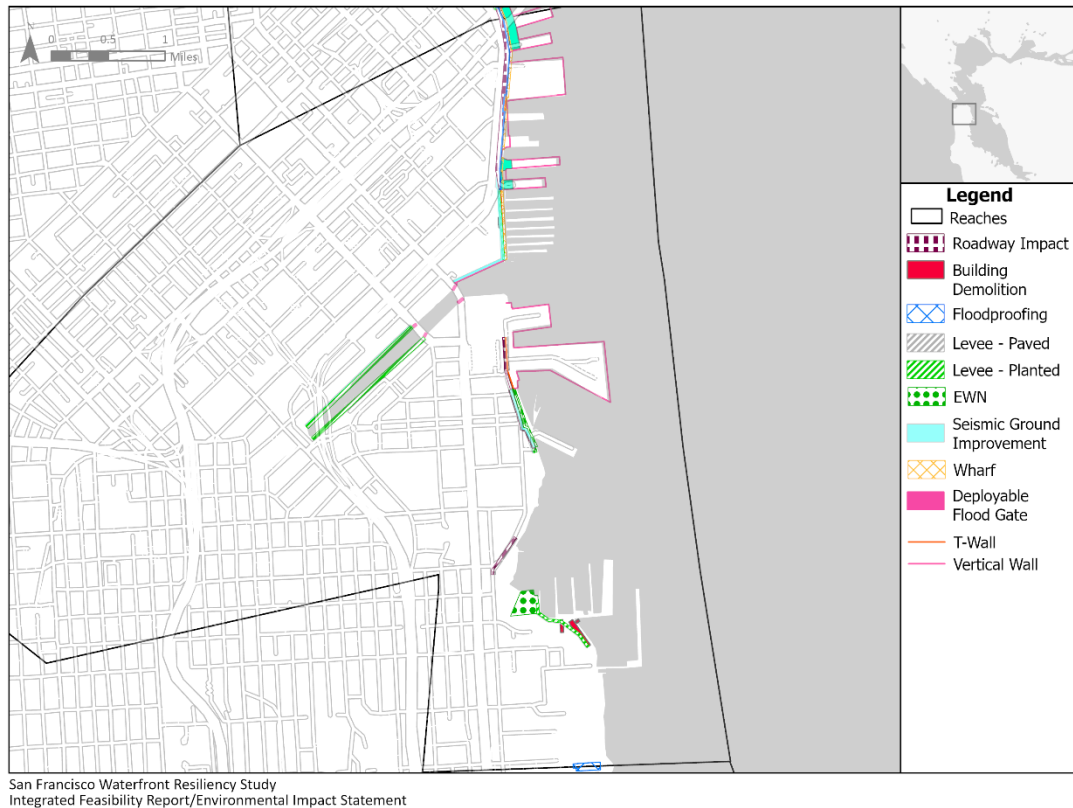 0 0.5 1
Miles
Legend
Reaches
Roadway Impact
Building
Demolition
Floodproofing
Levee - Paved
Levee - Planted
EWN
Seismic Ground
Improvement
Wharf
Deployable
Flood Gate
T-Wall
Vertical Wall
San Francisco Waterfront Resiliency Study
Integrated Feasibility Report/Environmental Impact Statement